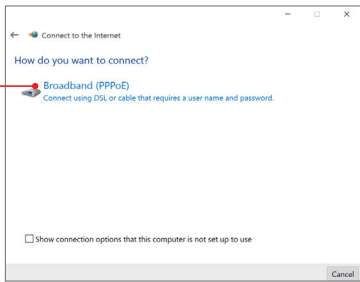 Connect to the Internet
How do you want to connect?
Broadband (PPPoE)
Connect using DSL or cable that requires a user name and password.
Show connection options that this computer is not set up to use
Cancel